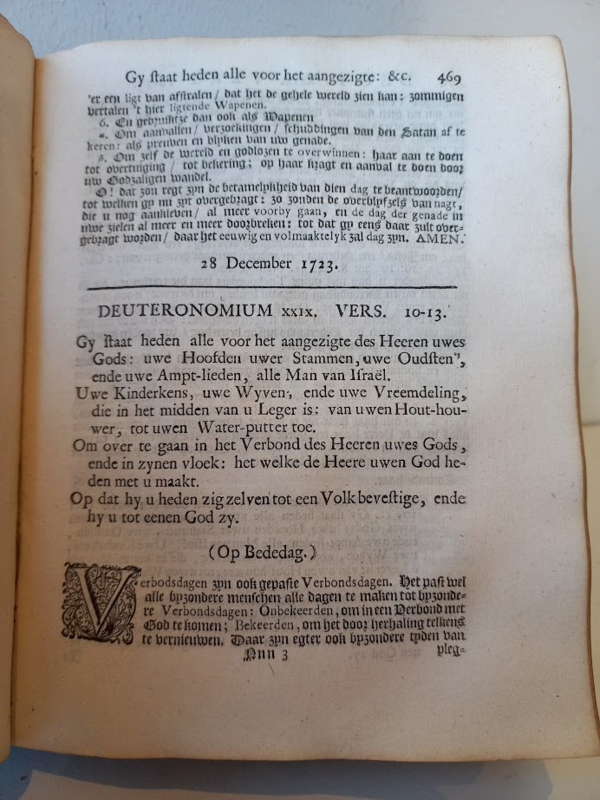 Gy ſtaat heden alle voor het aangezigte: &c. 469
'er een ligt van afſtralen / dat het de geheele wereld zien kan: zommigen
vertalen 't hier ligtende Wapenen.
6. En gebruikze dan ook als Wapenen
α. Om aanvallen / verzoekingen / ſchuddingen van den Satan af te
keren: als preuven en blyken van uw genade.
β. Om zelf de wereld en godlozen te overwinnen: haar aan te doen
tot overtuiging / tot bekering; op haar kragt en aanval te doen door
uw Godzaligen wandel.
O! dat zou regt zyn de betamelykheid van dien dag te beantwoorden /
tot welken gy nu zyt overgebragt: zo zouden de overblyfzels van nagt,
die u nog aankleven / al meer voorby gaan, en de dag der genade in
uwe zielen al meer en meer doorbreken: tot dat gy eens daar zult over-
gebragt worden / daar het eeuwig en volmaaktelyk zal dag zyn. AMEN.
28 December 1723.
DEUTERONOMIUM XXIX. VERS. 10-13.
Gy ſtaat heden alle voor het aangezigte des Heeren uwes
Gods: uwe Hoofden uwer Stammen, uwe Oudſten,
ende uwe Ampt-lieden, alle Man van Iſraël.
Uwe Kinderkens, uwe Wyven, ende uwe Vreemdeling,
die in het midden van u Leger is: van uwen Hout-hou-
wer, tot uwen Water-putter toe.
Om over te gaan in het Verbond des Heeren uwes Gods,
ende in zynen vloek: het welke de Heere uwen God he-
den met u maakt.
Op dat hy u heden zig zelven tot een Volk beveſtige, ende
hy u tot eenen God zy.
(Op Bededag.)
Verbodsdagen zyn ook gepaſte Verbondsdagen. Het paſt wel
alle byzondere menſchen alle dagen te maken tot byzonde-
re Verbondsdagen: Onbekeerden, om in een Verbond met
God te komen; Bekeerden, om het door herhaling telkens
te vernieuwen. Daar zyn egter ook byzondere tyden van
Nnn 3 pleg-